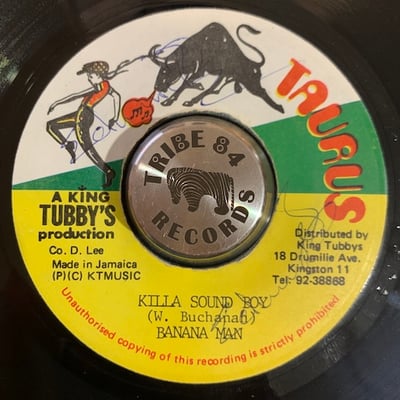 TAURUS
TRIBE 84
RECORDS
A KING
TUBBY'S
production
Co. D. Lee
Made in Jamaica
(P)(C) KTMUSIC
Distributed by
King Tubbys
18 Drumilie Ave.
Kingston 11
Tel: 92-38868
KILLA SOUND BOY
(W. Buchanan)
BANANA MAN
Unauthorised copying of this recording is strictly prohibited